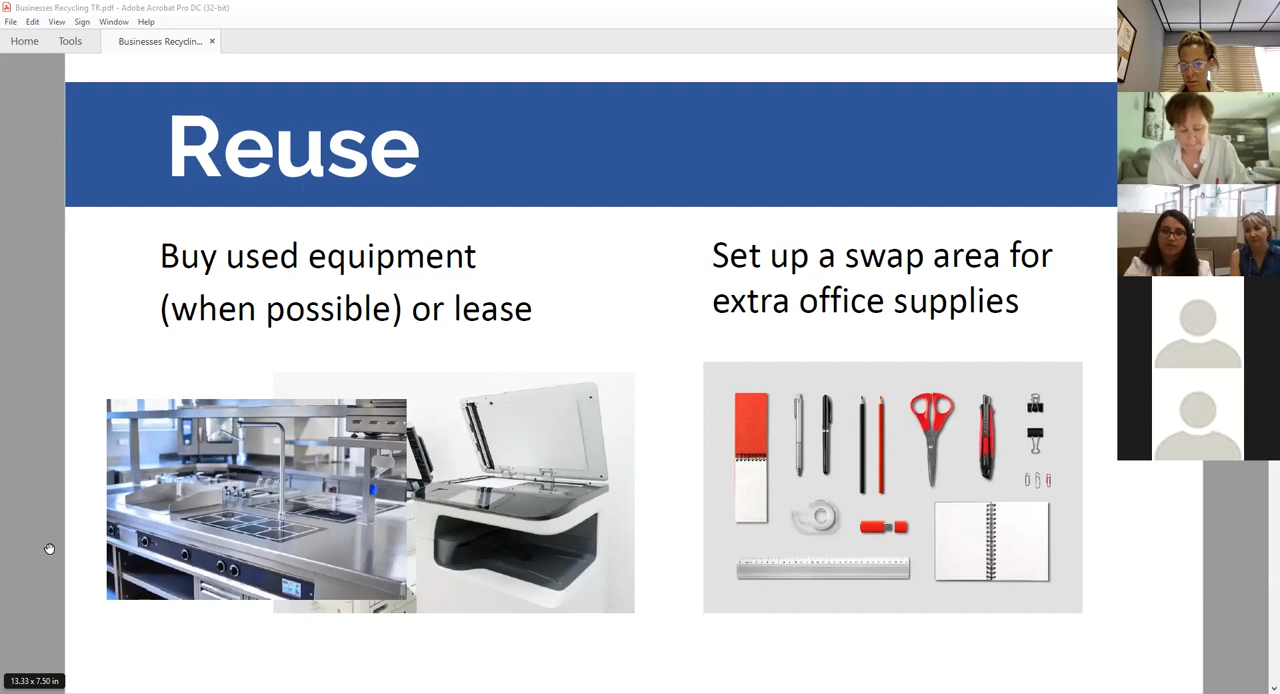 Businesses Recycling TR.pdf - Adobe Acrobat Pro DC (32-bit)
File Edit View Sign Window Help
Home Tools Businesses Recyclin... ×
Reuse
Buy used equipment
(when possible) or lease
Set up a swap area for
extra office supplies
13.33 x 7.50 in